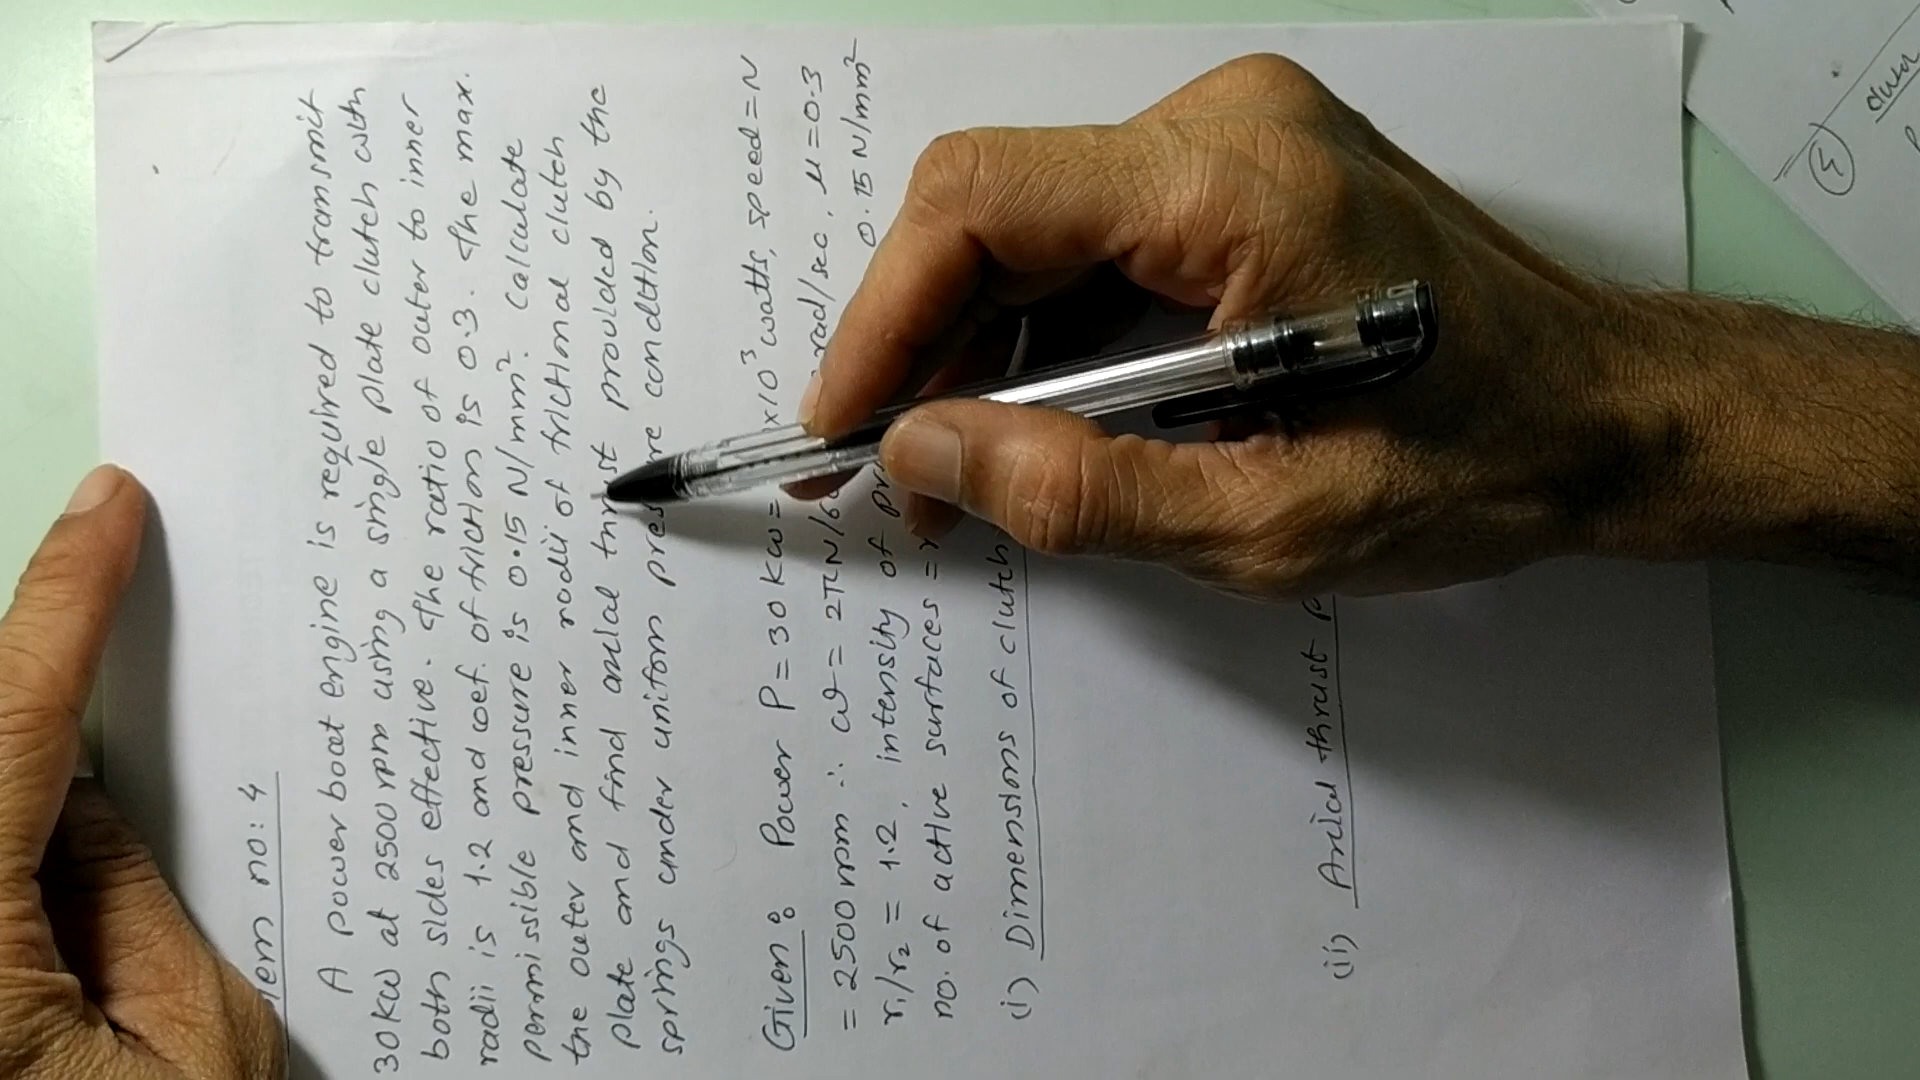 lem no: 4
A power boat engine is required to transmit
30 kw at 2500 rpm using a single plate clutch with
both sides effective. The ratio of outer to inner
radii is 1.2 and coef. of friction is 0.3. The max.
permissible pressure is 0.15 N/mm². Calculate
the outer and inner radii of frictional clutch
plate and find axial thrust provided by the
springs under uniform pre re condition.
Given: Power P = 30 kw = x10³ watts, speed = N
= 2500 rpm ∴ ω = 2πN/6 rad/sec, μ = 0.3
r₁/r₂ = 1.2, intensity of pr 0.15 N/mm²
no. of active surfaces =
(i) Dimensions of clutch
(ii) Axial thrust
(3)